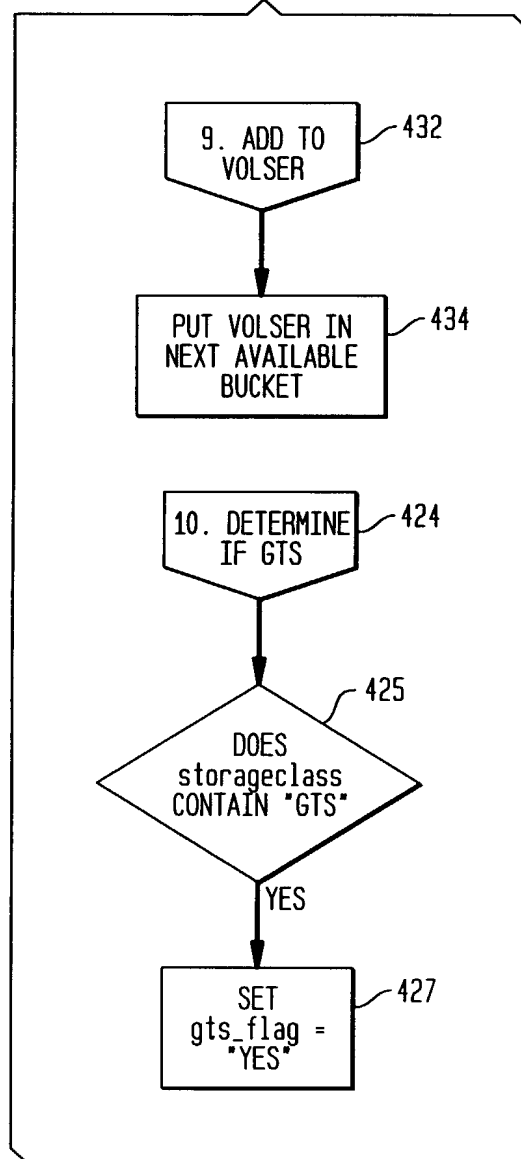 9. ADD TO
VOLSER
432
PUT VOLSER IN
NEXT AVAILABLE
BUCKET
434
10. DETERMINE
IF GTS
424
425
DOES
storageclass
CONTAIN "GTS"
YES
SET
gts_flag =
"YES"
427